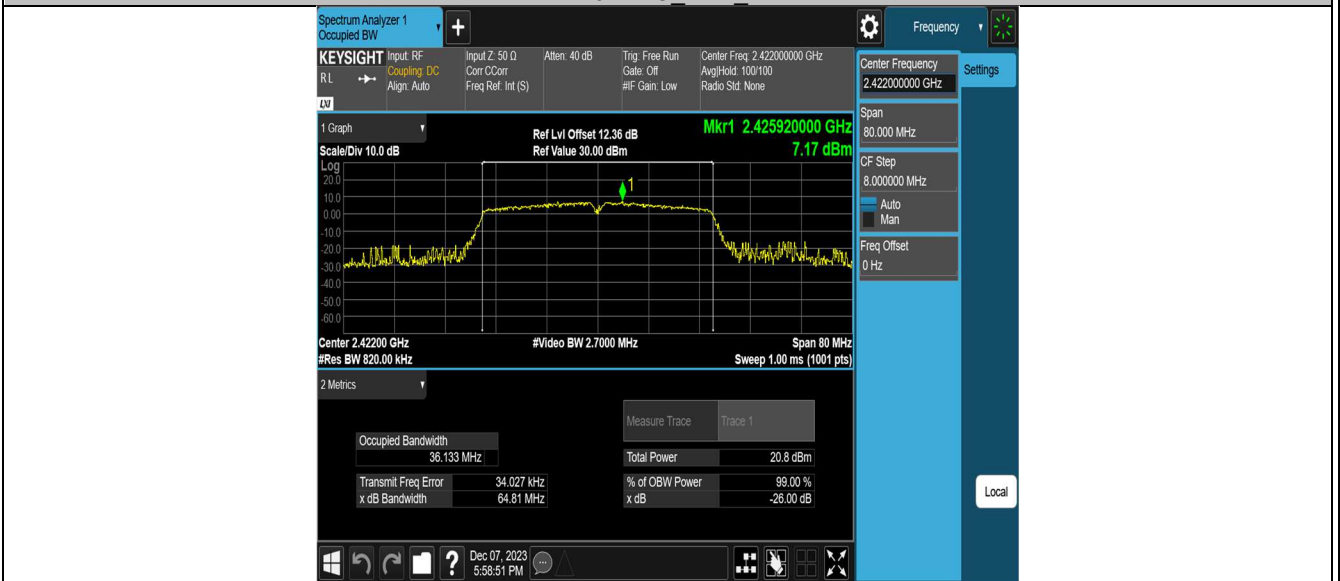 Spectrum Analyzer 1
Occupied BW
+
Frequency
KEYSIGHT
RL
LXI
Input: RF
Coupling: DC
Align: Auto
Input Z: 50 Ω
Corr CCorr
Freq Ref: Int (S)
Atten: 40 dB
Trig: Free Run
Gate: Off
#IF Gain: Low
Center Freq: 2.422000000 GHz
Avg|Hold: 100/100
Radio Std: None
Center Frequency
2.422000000 GHz
Settings
Span
80.000 MHz
CF Step
8.000000 MHz
Auto
Man
Freq Offset
0 Hz
Local
1 Graph
Scale/Div 10.0 dB
Ref Lvl Offset 12.36 dB
Ref Value 30.00 dBm
Mkr1 2.425920000 GHz
7.17 dBm
Log
20.0
10.0
0.00
-10.0
-20.0
-30.0
-40.0
-50.0
-60.0
1
Center 2.42200 GHz
#Video BW 2.7000 MHz
Span 80 MHz
#Res BW 820.00 kHz
Sweep 1.00 ms (1001 pts)
2 Metrics
Measure Trace
Trace 1
Occupied Bandwidth
36.133 MHz
Total Power
20.8 dBm
Transmit Freq Error
34.027 kHz
% of OBW Power
99.00 %
x dB Bandwidth
64.81 MHz
x dB
-26.00 dB
?
Dec 07, 2023
5:58:51 PM